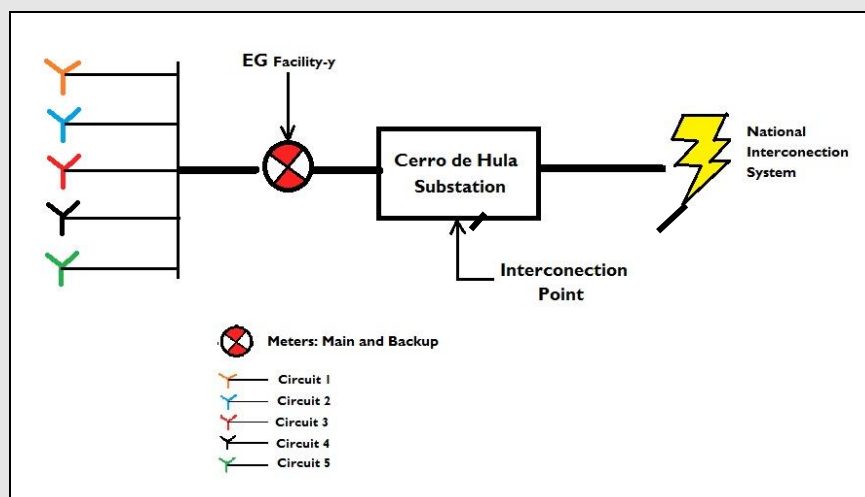 EG Facility-y
Cerro de Hula
Substation
National
Interconection
System
Interconection
Point
Meters: Main and Backup
Circuit 1
Circuit 2
Circuit 3
Circuit 4
Circuit 5